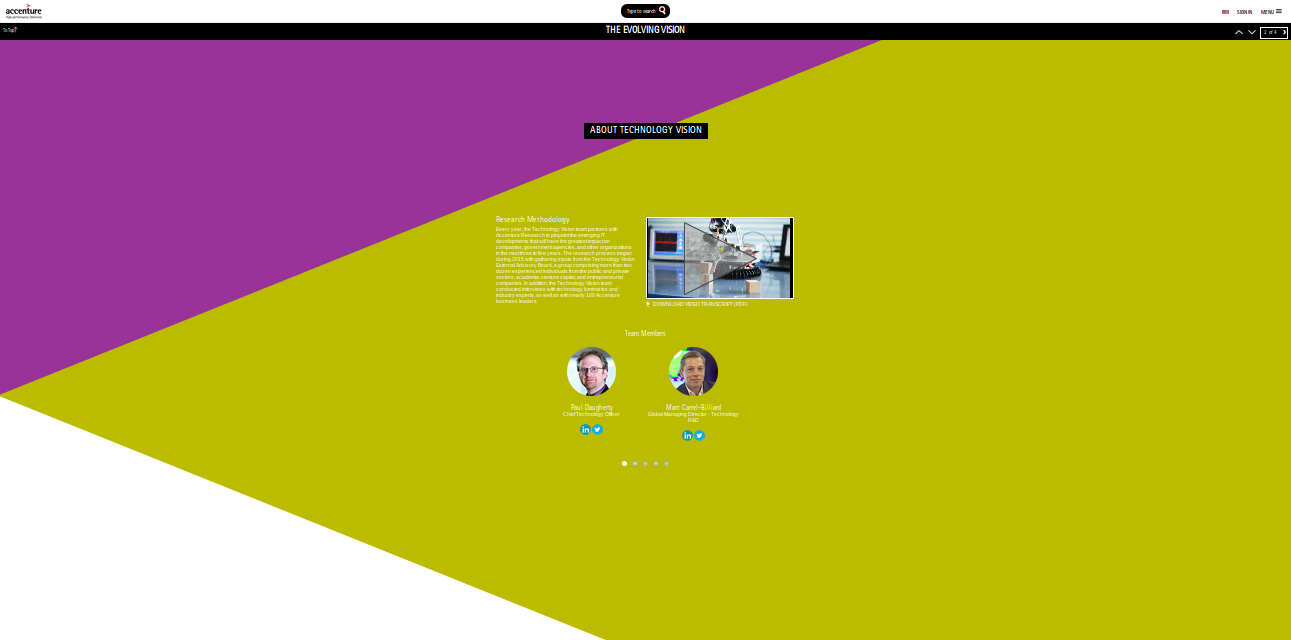 accenture
High performance. Delivered.
Type to search
SIGN IN
MENU
To Top
THE EVOLVING VISION
2 of 4
ABOUT TECHNOLOGY VISION
Research Methodology
Every year, the Technology Vision team partners with
Accenture Research to pinpoint the emerging IT
developments that will have the greatest impact on
companies, government agencies, and other organizations
in the next three to five years. The research process began
during 2015 with gathering inputs from the Technology Vision
External Advisory Board, a group comprising more than two
dozen experienced individuals from the public and private
sectors, academia, venture capital, and entrepreneurial
companies. In addition, the Technology Vision team
conducted interviews with technology luminaries and
industry experts, as well as with nearly 100 Accenture
business leaders.
DOWNLOAD VIDEO TRANSCRIPT [PDF]
Team Members
Paul Daugherty
Chief Technology Officer
Marc Carrel-Billiard
Global Managing Director - Technology
R&D
in
in